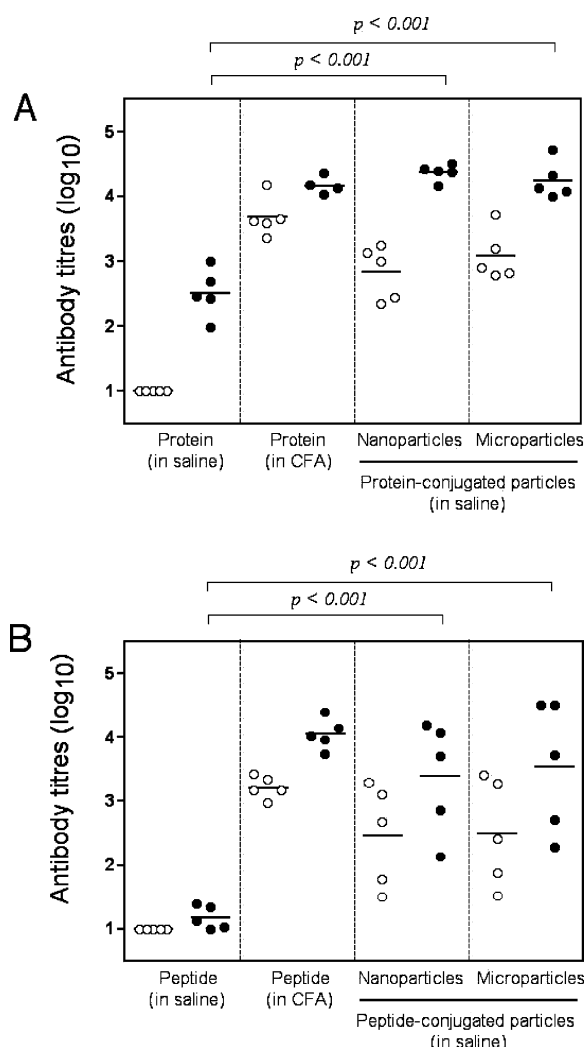 p < 0.001
p < 0.001
A
Antibody titres (log10)
5
4
3
2
1
Protein
(in saline)
Protein
(in CFA)
Nanoparticles
Microparticles
Protein-conjugated particles
(in saline)
p < 0.001
p < 0.001
B
Antibody titres (log10)
5
4
3
2
1
Peptide
(in saline)
Peptide
(in CFA)
Nanoparticles
Microparticles
Peptide-conjugated particles
(in saline)